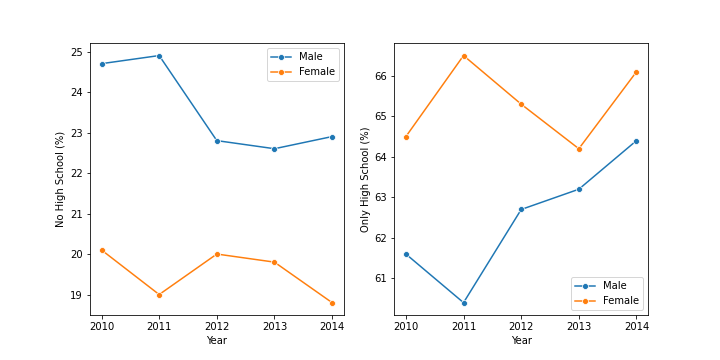 No High School (%)
25
24
23
22
21
20
19
2010 2011 2012 2013 2014
Year
Male
Female
Only High School (%)
66
65
64
63
62
61
2010 2011 2012 2013 2014
Year
Male
Female